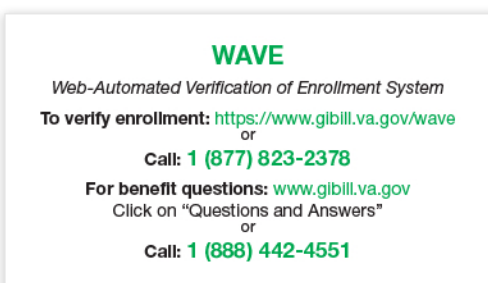 WAVE
Web-Automated Verification of Enrollment System
To verify enrollment: https://www.gibill.va.gov/wave
or
Call: 1 (877) 823-2378
For benefit questions: www.gibill.va.gov
Click on “Questions and Answers”
or
Call: 1 (888) 442-4551